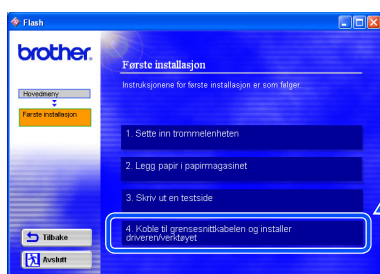 Flash
brother.
Første installasjon
Instruksjonene for første installasjon er som følger.
Hovedmeny
Første installasjon
1. Sette inn trommelenheten
2. Legg papir i papirmagasinet
3. Skriv ut en testside
4. Koble til grensesnittkabelen og installer
driveren/verktøyet
Tilbake
Avslutt